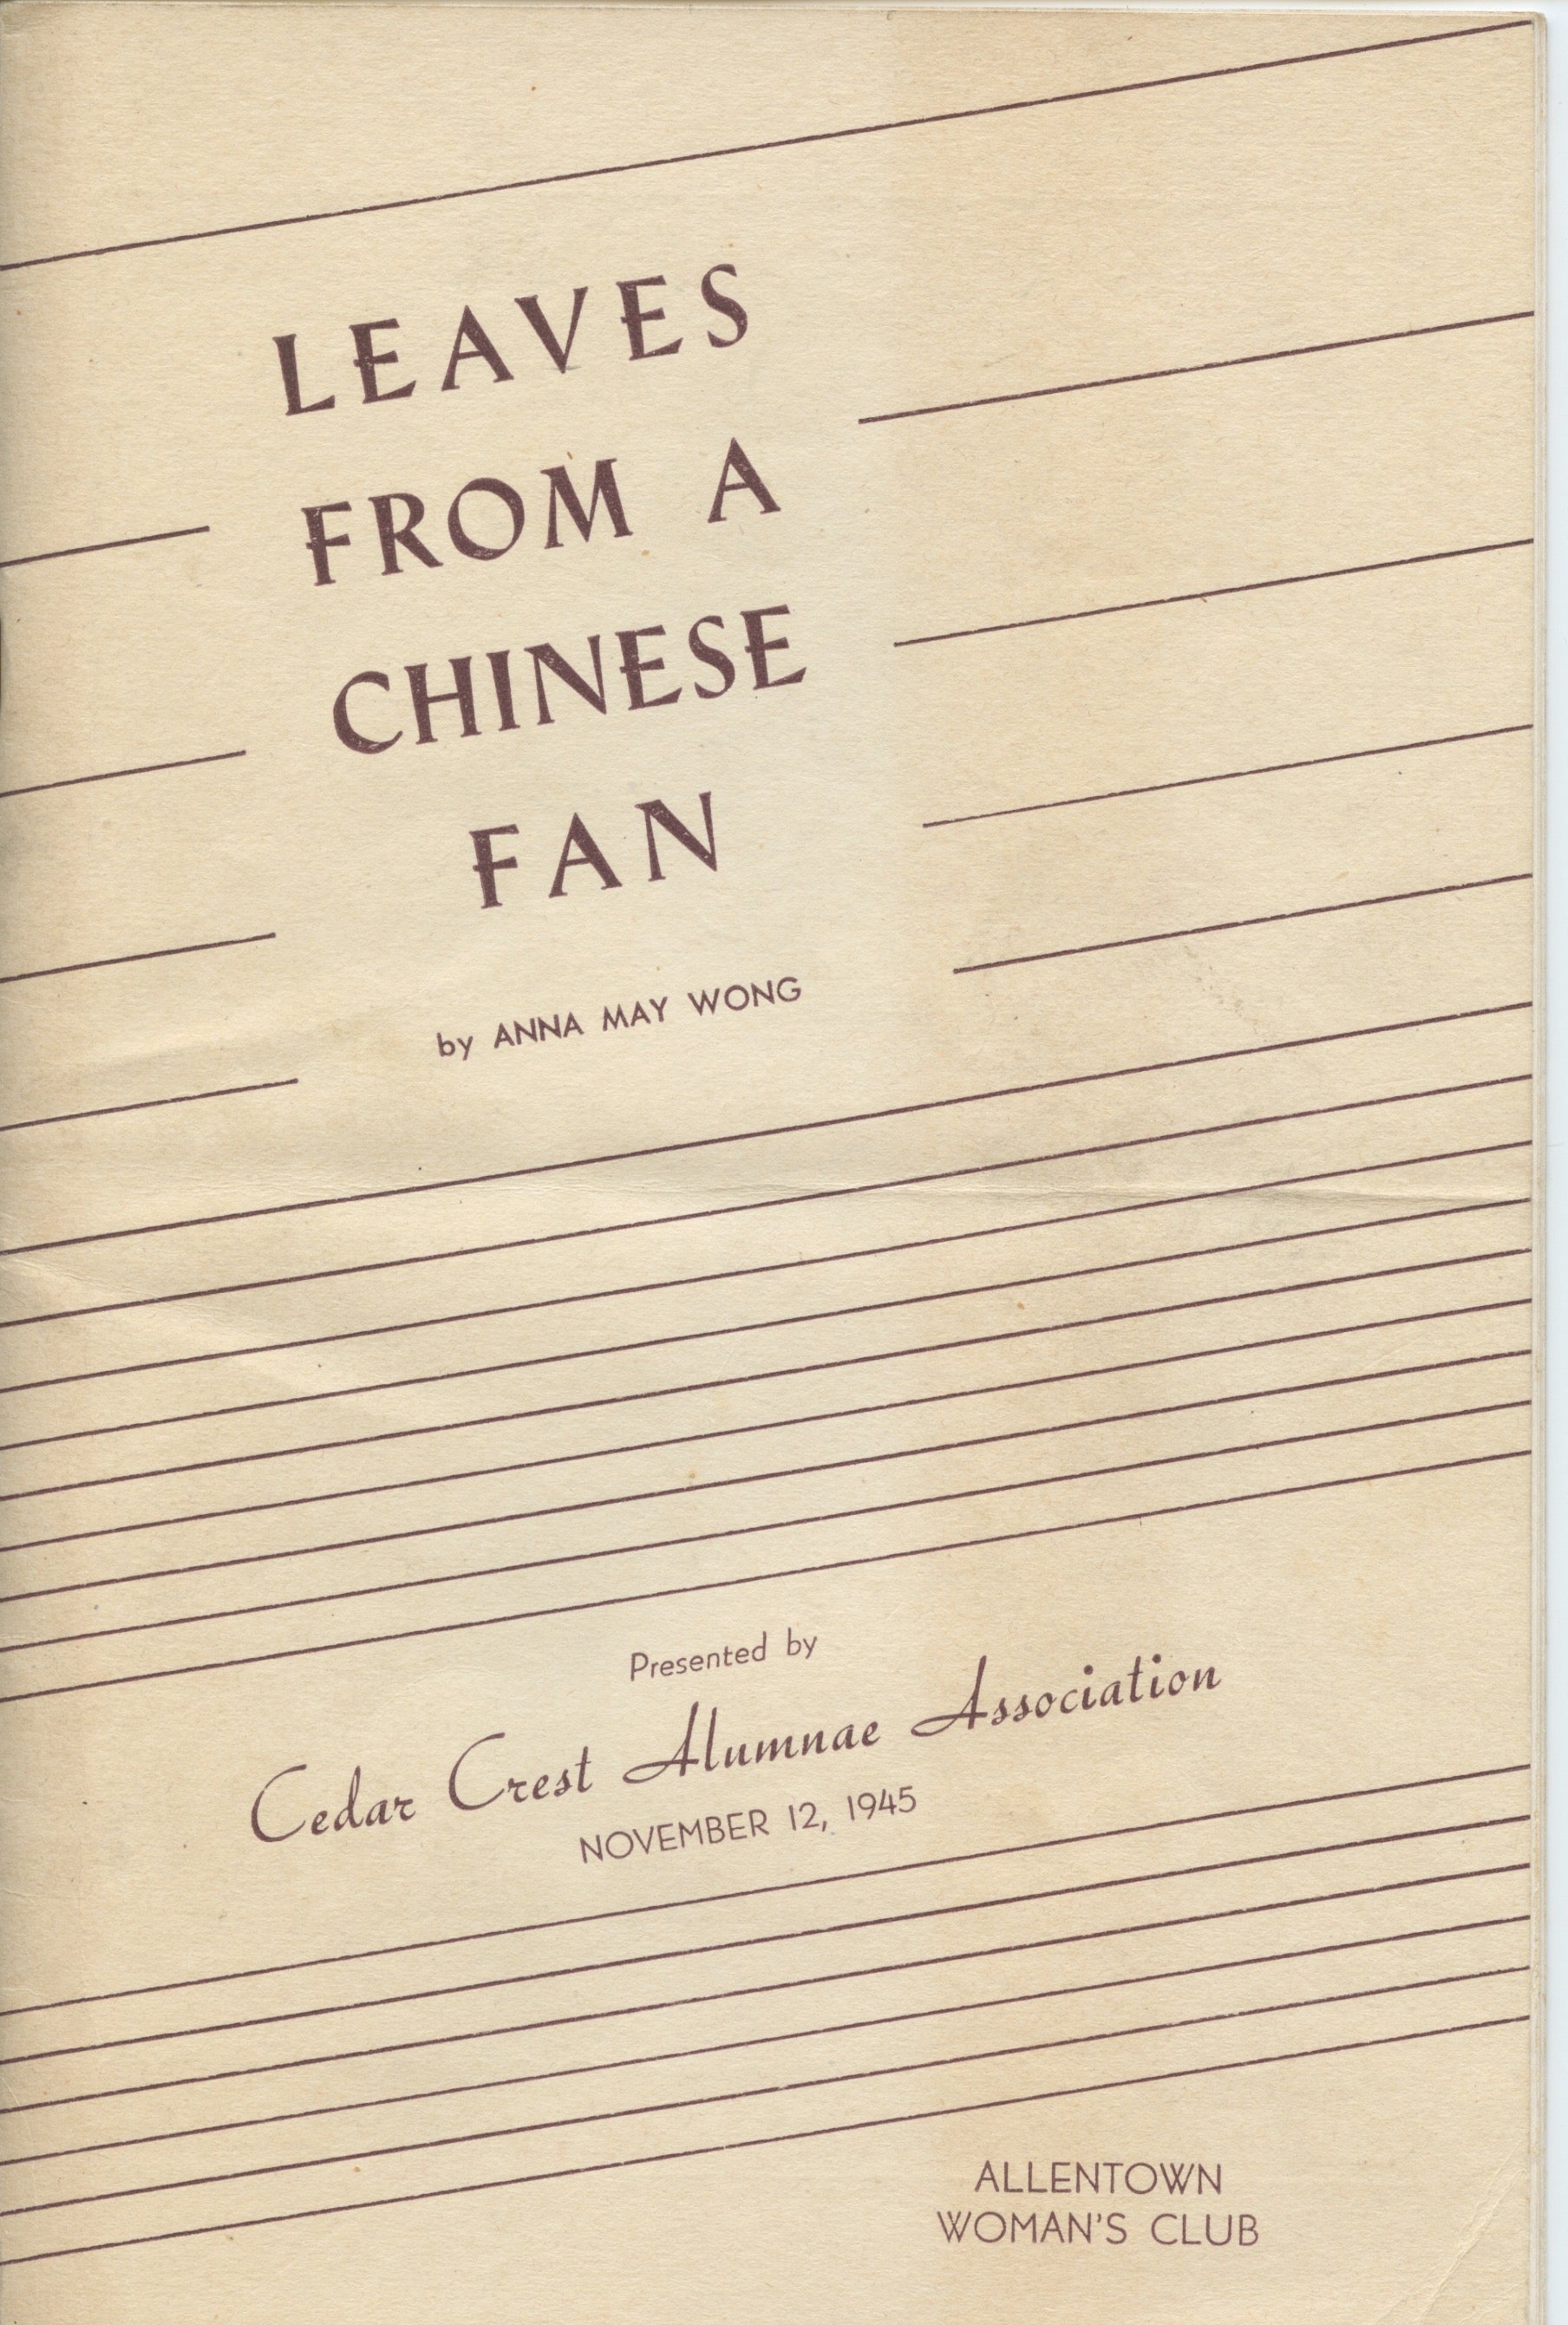 LEAVES
FROM A
CHINESE
FAN
by ANNA MAY WONG
Presented by
Cedar Crest Alumnae Association
NOVEMBER 12, 1945
ALLENTOWN
WOMAN'S CLUB